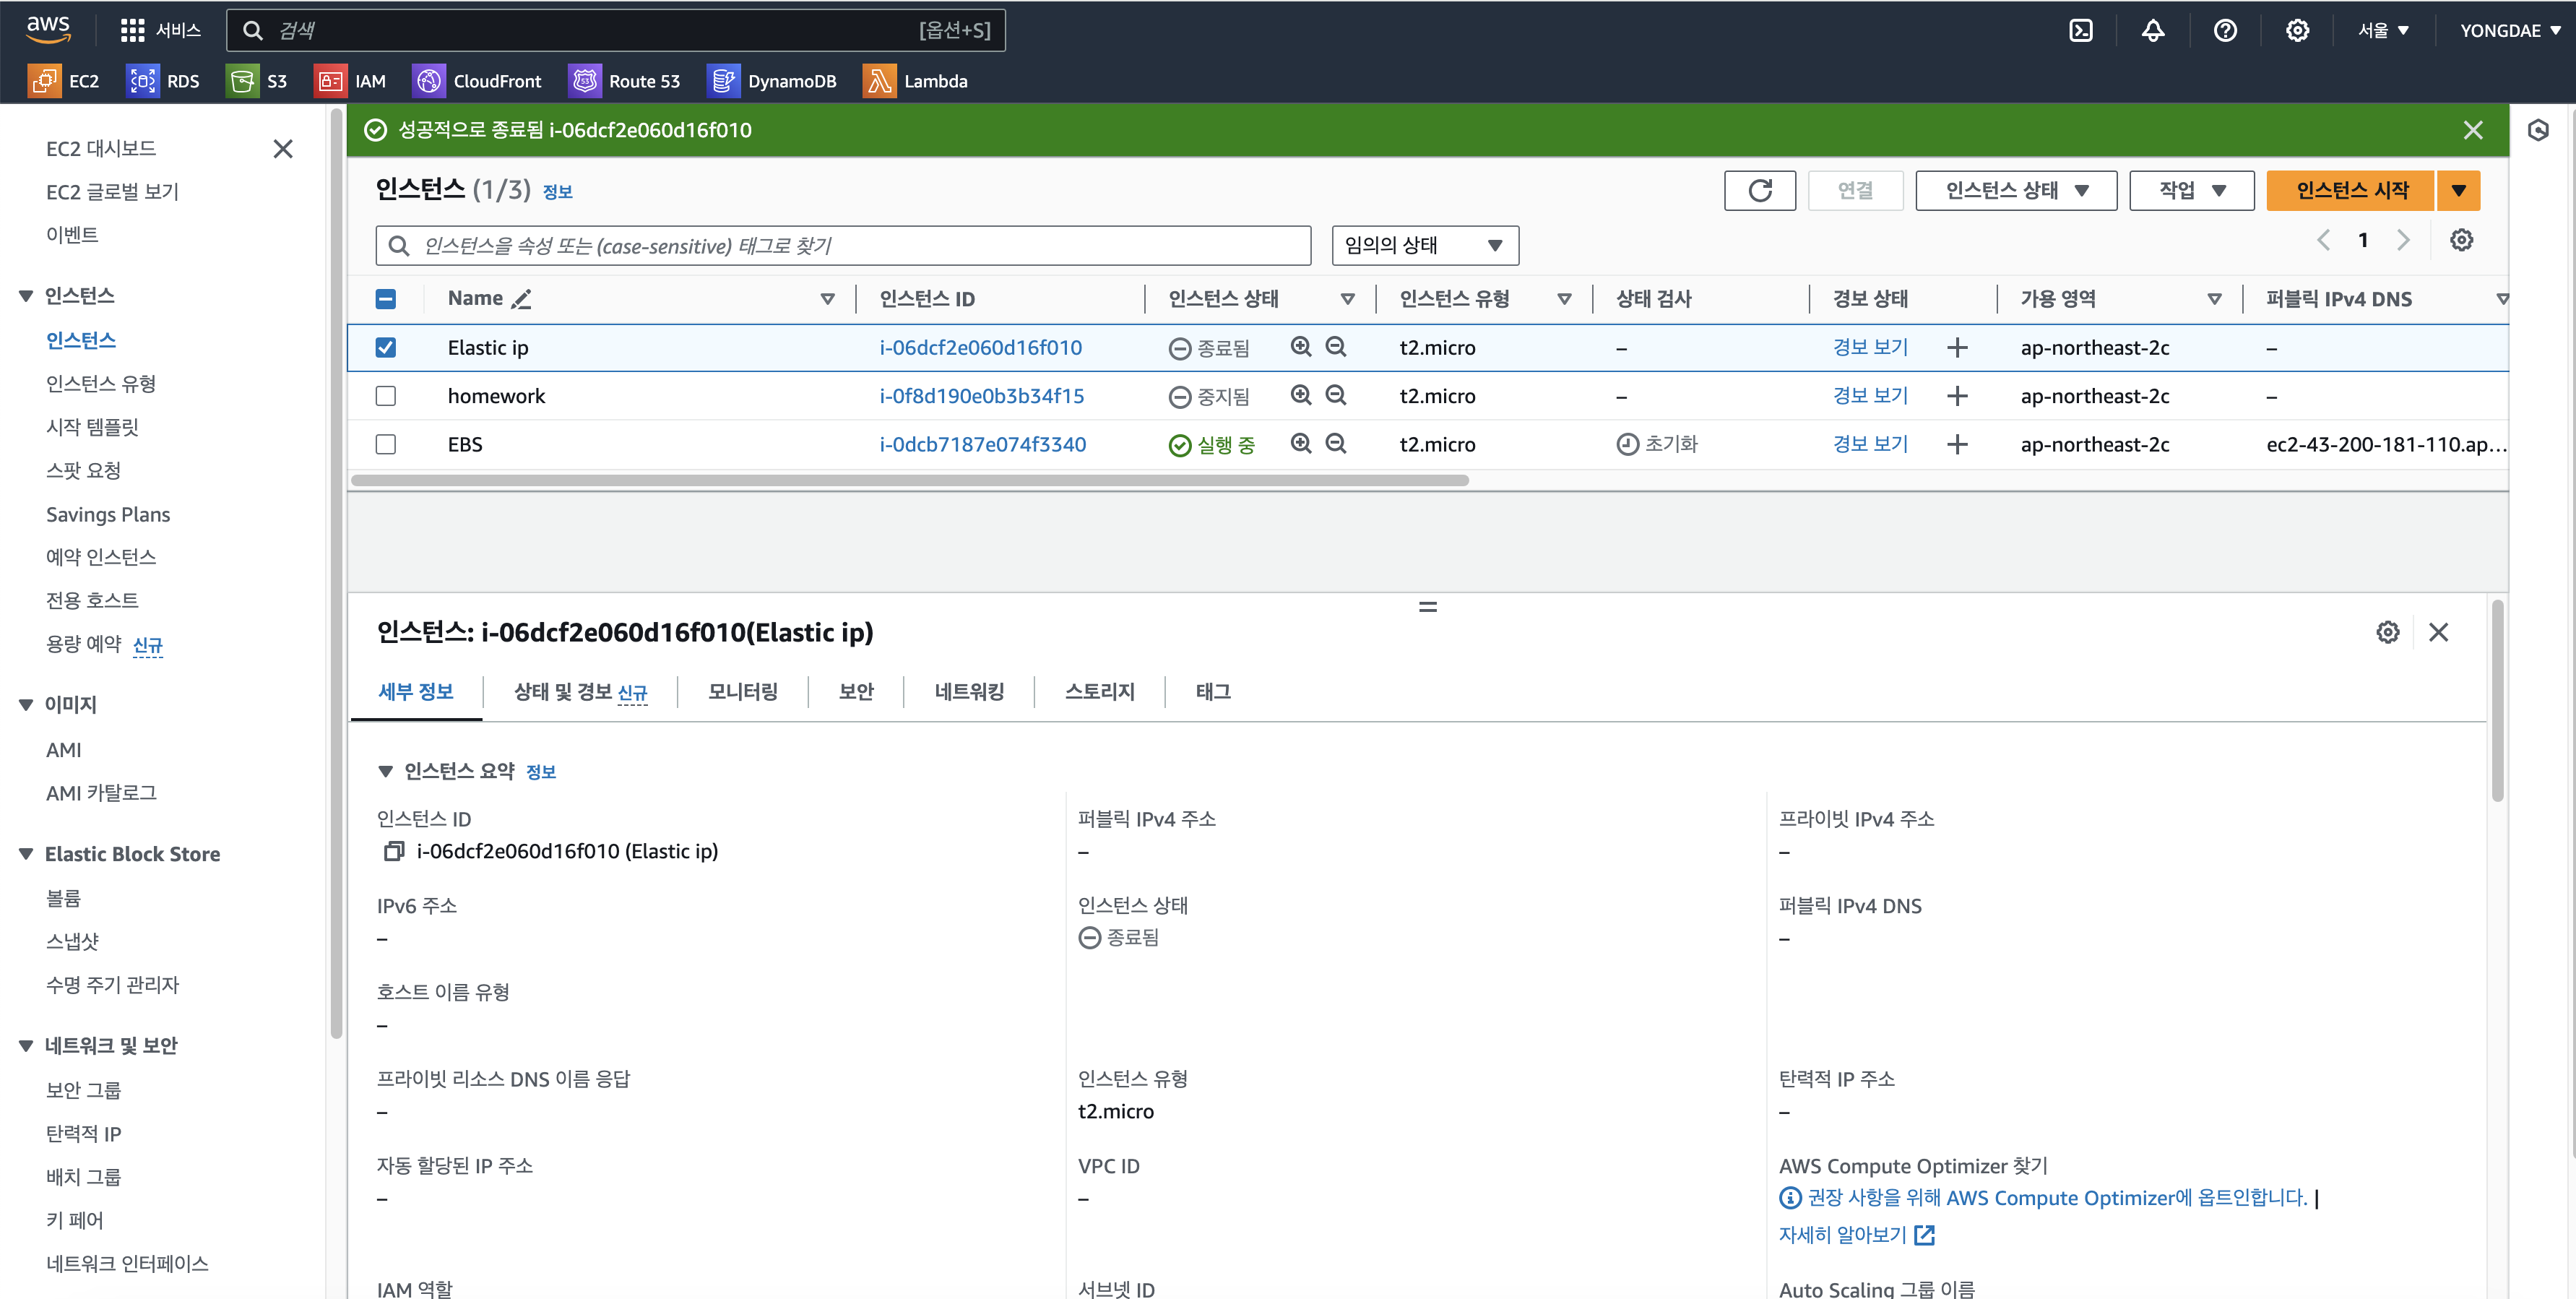 aws
서비스
검색
[옵션+S]
서울
YONGDAE
EC2
RDS
S3
IAM
CloudFront
Route 53
DynamoDB
Lambda
EC2 대시보드
EC2 글로벌 보기
이벤트
인스턴스
인스턴스
인스턴스 유형
시작 템플릿
스팟 요청
Savings Plans
예약 인스턴스
전용 호스트
용량 예약 신규
이미지
AMI
AMI 카탈로그
Elastic Block Store
볼륨
스냅샷
수명 주기 관리자
네트워크 및 보안
보안 그룹
탄력적 IP
배치 그룹
키 페어
네트워크 인터페이스
성공적으로 종료됨 i-06dcf2e060d16f010
인스턴스 (1/3) 정보
연결
인스턴스 상태
작업
인스턴스 시작
인스턴스을 속성 또는 (case-sensitive) 태그로 찾기
임의의 상태
1
Name 인스턴스 ID 인스턴스 상태 인스턴스 유형 상태 검사 경보 상태 가용 영역 퍼블릭 IPv4 DNS
Elastic ip i-06dcf2e060d16f010 종료됨 t2.micro – 경보 보기 ap-northeast-2c –
homework i-0f8d190e0b3b34f15 중지됨 t2.micro – 경보 보기 ap-northeast-2c –
EBS i-0dcb7187e074f3340 실행 중 t2.micro 초기화 경보 보기 ap-northeast-2c ec2-43-200-181-110.ap...
인스턴스: i-06dcf2e060d16f010(Elastic ip)
세부 정보
상태 및 경보 신규
모니터링
보안
네트워킹
스토리지
태그
인스턴스 요약 정보
인스턴스 ID
i-06dcf2e060d16f010 (Elastic ip)
퍼블릭 IPv4 주소
–
프라이빗 IPv4 주소
–
IPv6 주소
–
인스턴스 상태
종료됨
퍼블릭 IPv4 DNS
–
호스트 이름 유형
–
프라이빗 리소스 DNS 이름 응답
–
인스턴스 유형
t2.micro
탄력적 IP 주소
–
자동 할당된 IP 주소
–
VPC ID
–
AWS Compute Optimizer 찾기
권장 사항을 위해 AWS Compute Optimizer에 옵트인합니다. |
자세히 알아보기
IAM 역할
서브넷 ID
Auto Scaling 그룹 이름